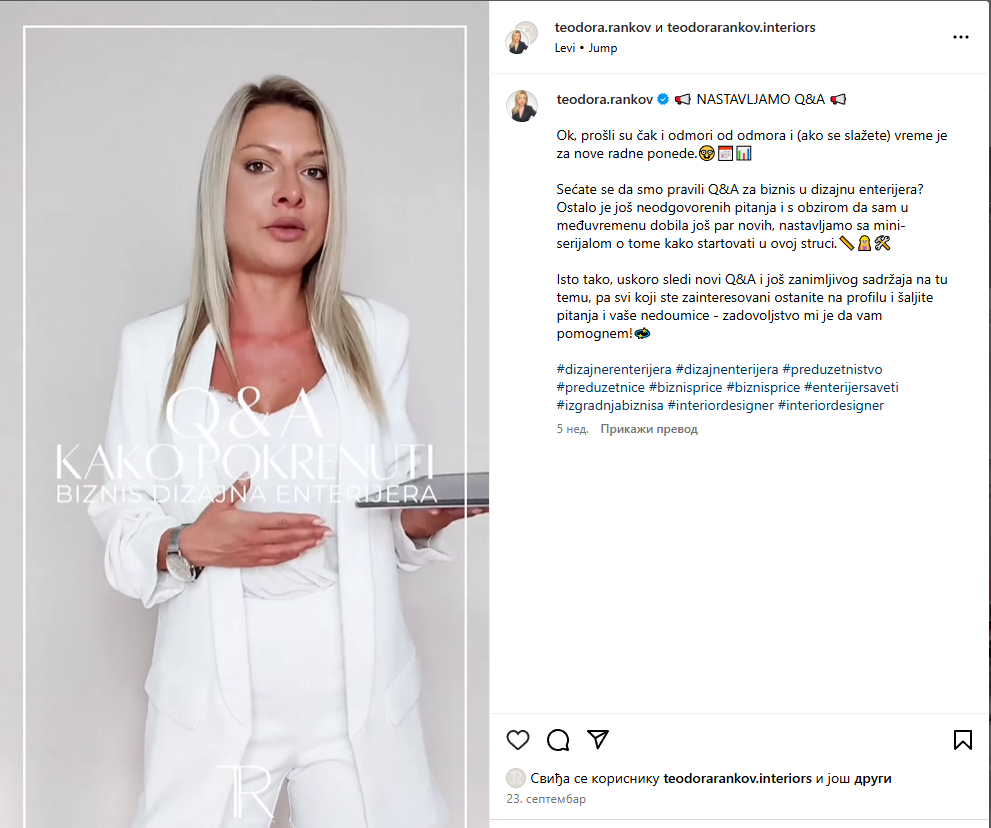 Q&A
KAKO POKRENUTI
BIZNIS DIZAJNA ENTERIJERA
TR
teodora.rankov и teodorarankov.interiors
Levi • Jump
teodora.rankov 📢 NASTAVLJAMO Q&A 📢
Ok, prošli su čak i odmori od odmora i (ako se slažete) vreme je
za nove radne ponede.🤓📅📊
Sećate se da smo pravili Q&A za biznis u dizajnu enterijera?
Ostalo je još neodgovorenih pitanja i s obzirom da sam u
međuvremenu dobila još par novih, nastavljamo sa mini-
serijalom o tome kako startovati u ovoj struci.📏👷‍♀️🛠
Isto tako, uskoro sledi novi Q&A i još zanimljivog sadržaja na tu
temu, pa svi koji ste zainteresovani ostanite na profilu i šaljite
pitanja i vaše nedoumice - zadovoljstvo mi je da vam
pomognem!
#dizajnerenterijera #dizajnenterijera #preduzetnistvo
#preduzetnice #biznisprice #biznisprice #enterijersaveti
#izgradnjabiznisa #interiordesigner #interiordesigner
5 нед. Прикажи превод
Свиђа се кориснику teodorarankov.interiors и још други
23. септембар